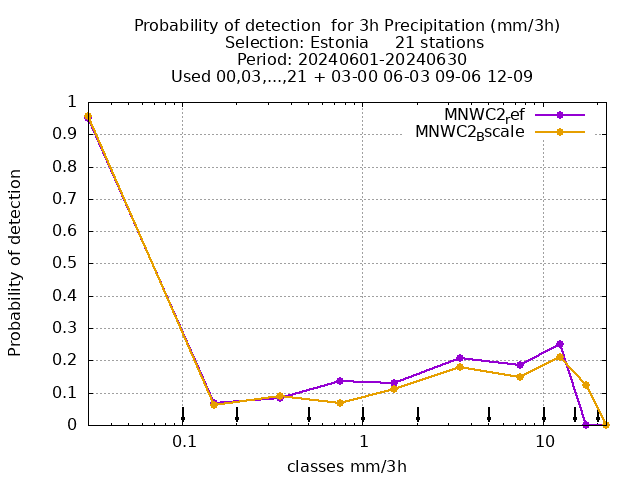 Probability of detection  for 3h Precipitation (mm/3h)
Selection: Estonia     21 stations
Period: 20240601-20240630
Used 00,03,...,21 + 03-00 06-03 09-06 12-09
MNWC2ref
MNWC2Bscale
1
0.9
0.8
0.7
0.6
0.5
0.4
0.3
0.2
0.1
0
Probability of detection
0.1
1
10
classes mm/3h